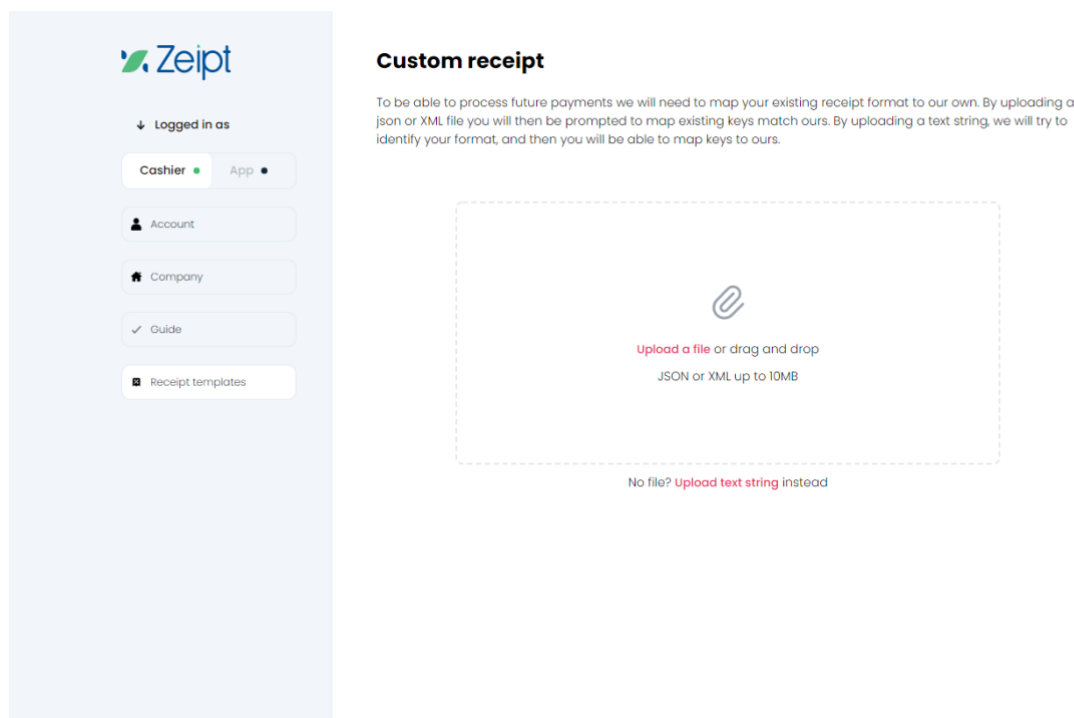 Zeipt
Logged in as
Cashier
App
Account
Company
Guide
Receipt templates
Custom receipt
To be able to process future payments we will need to map your existing receipt format to our own. By uploading a
json or XML file you will then be prompted to map existing keys match ours. By uploading a text string, we will try to
identify your format, and then you will be able to map keys to ours.
Upload a file or drag and drop
JSON or XML up to 10MB
No file? Upload text string instead